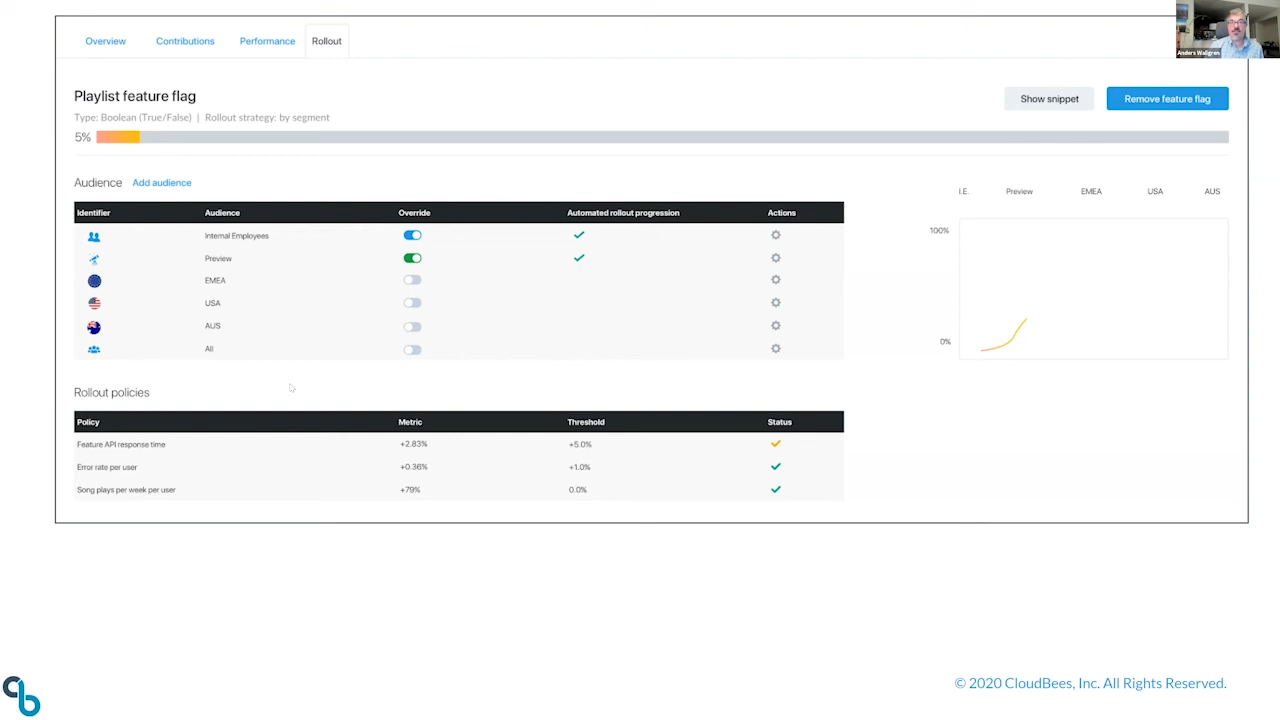 Overview Contributions Performance Rollout
Anders Wallgren
Playlist feature flag
Show snippet Remove feature flag
Type: Boolean (True/False) | Rollout strategy: by segment
5%
Audience Add audience
I.E. Preview EMEA USA AUS
Identifier Audience Override Automated rollout progression Actions
Internal Employees
100%
Preview
EMEA
USA
AUS
0%
All
Rollout policies
Policy Metric Threshold Status
Feature API response time +2.83% +5.0%
Error rate per user +0.36% +1.0%
Song plays per week per user +79% 0.0%
© 2020 CloudBees, Inc. All Rights Reserved.